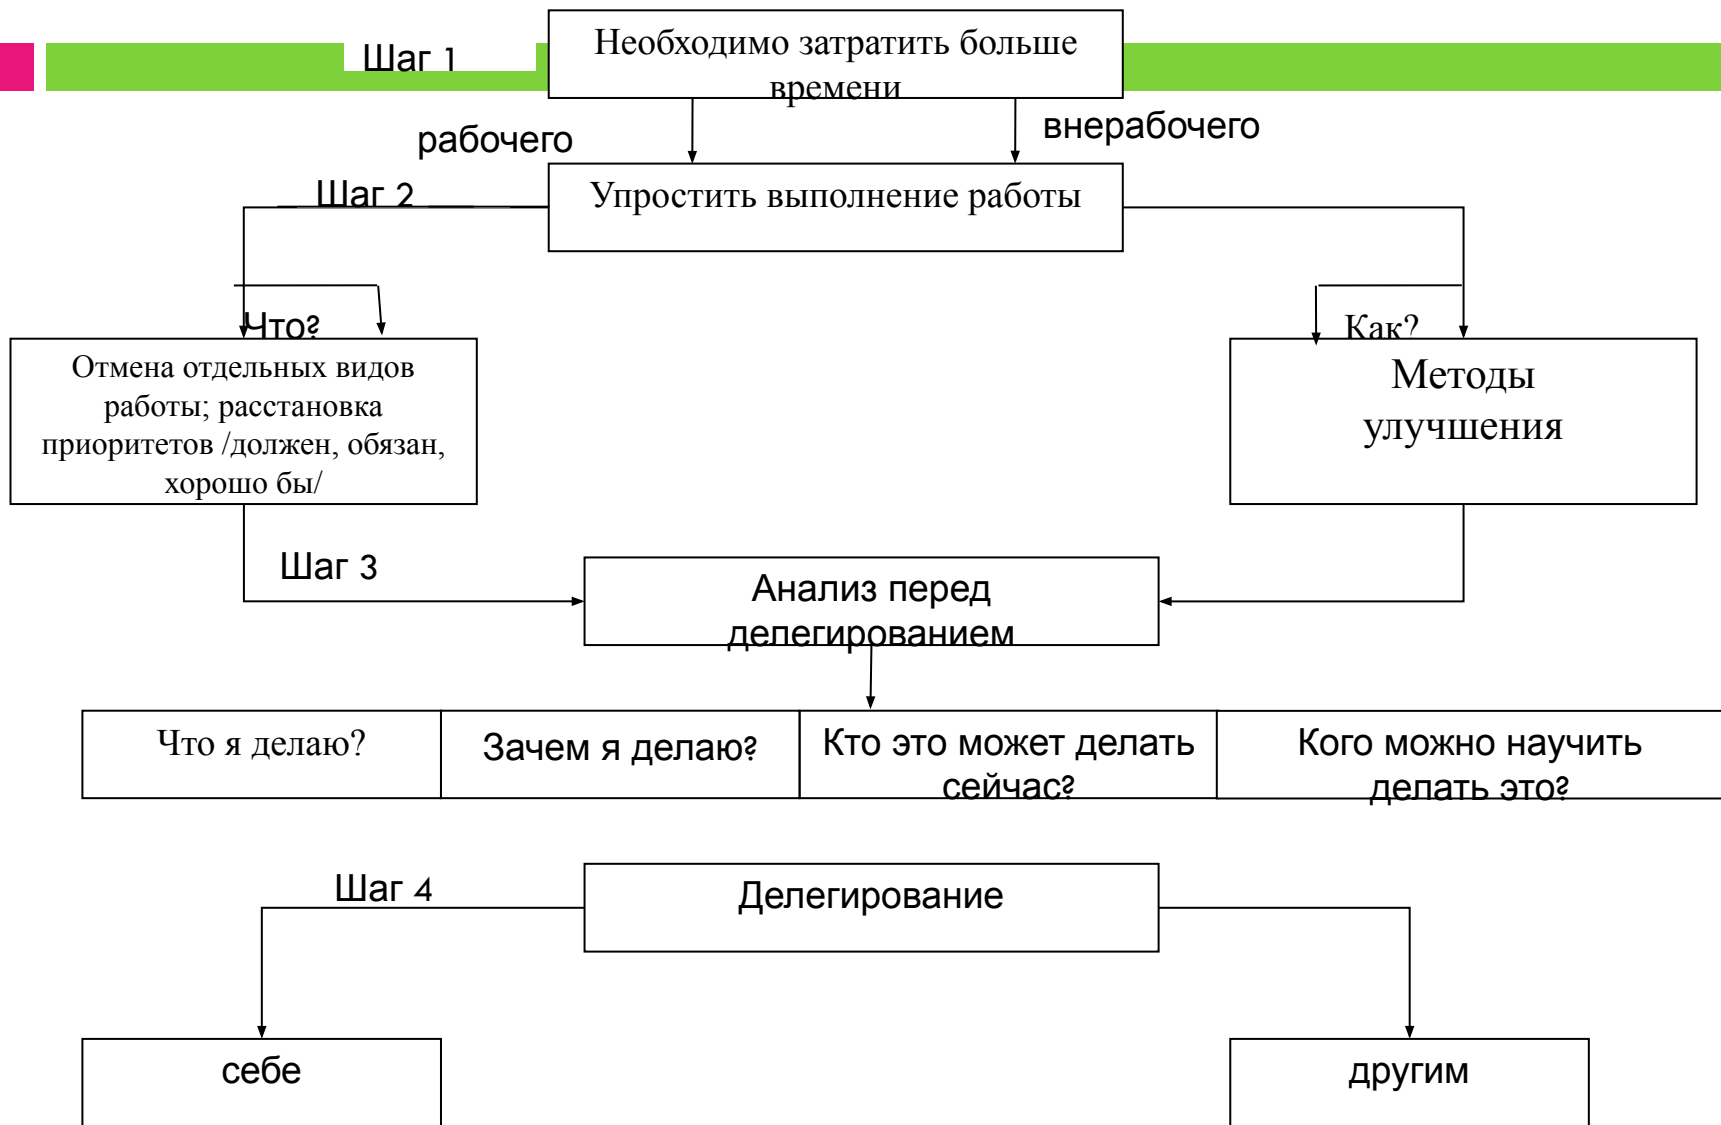 Шаг 1
Необходимо затратить больше
времени
рабочего
внерабочего
Шаг 2
Упростить выполнение работы
Что?
Как?
Отмена отдельных видов
работы; расстановка
приоритетов /должен, обязан,
хорошо бы/
Методы
улучшения
Шаг 3
Анализ перед
делегированием
Что я делаю?
Зачем я делаю?
Кто это может делать
сейчас?
Кого можно научить
делать это?
Шаг 4
Делегирование
себе
другим